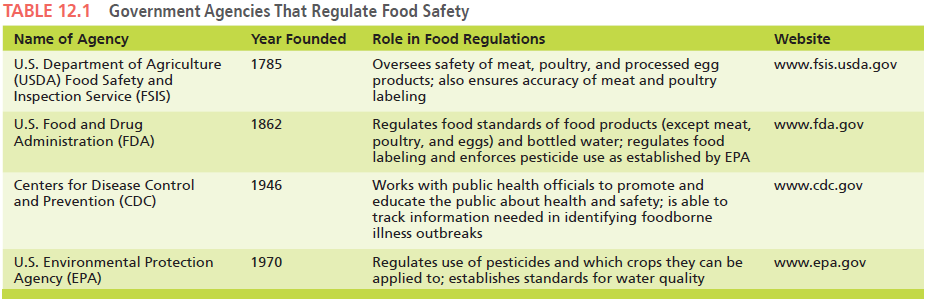 TABLE 12.1 Government Agencies That Regulate Food Safety
Name of Agency Year Founded Role in Food Regulations Website
U.S. Department of Agriculture 1785 Oversees safety of meat, poultry, and processed egg www.fsis.usda.gov
(USDA) Food Safety and products; also ensures accuracy of meat and poultry
Inspection Service (FSIS) labeling
U.S. Food and Drug 1862 Regulates food standards of food products (except meat, www.fda.gov
Administration (FDA) poultry, and eggs) and bottled water; regulates food
labeling and enforces pesticide use as established by EPA
Centers for Disease Control 1946 Works with public health officials to promote and www.cdc.gov
and Prevention (CDC) educate the public about health and safety; is able to
track information needed in identifying foodborne
illness outbreaks
U.S. Environmental Protection 1970 Regulates use of pesticides and which crops they can be www.epa.gov
Agency (EPA) applied to; establishes standards for water quality